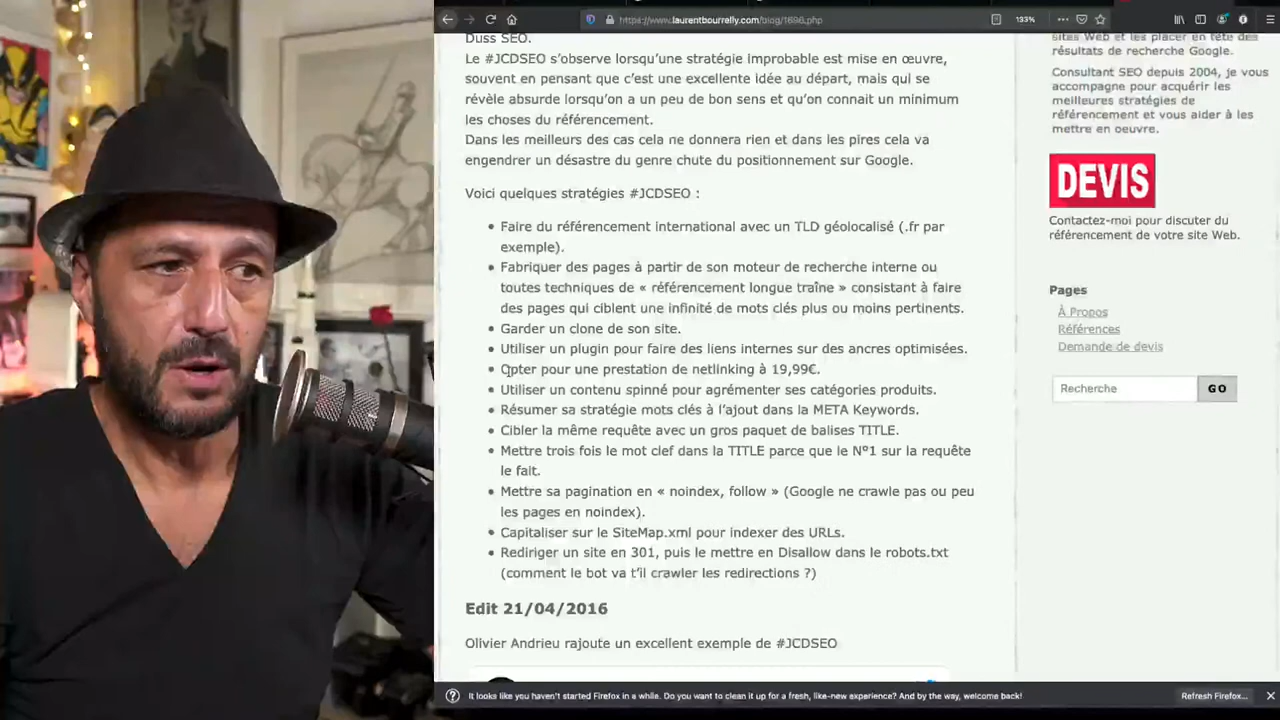 https://www.laurentbourrelly.com/blog/1696.php
133%
Duss SEO.
Le #JCDSEO s’observe lorsqu’une stratégie improbable est mise en œuvre,
souvent en pensant que c’est une excellente idée au départ, mais qui se
révèle absurde lorsqu’on a un peu de bon sens et qu’on connait un minimum
les choses du référencement.
Dans les meilleurs des cas cela ne donnera rien et dans les pires cela va
engendrer un désastre du genre chute du positionnement sur Google.
Voici quelques stratégies #JCDSEO :
• Faire du référencement international avec un TLD géolocalisé (.fr par
exemple).
• Fabriquer des pages à partir de son moteur de recherche interne ou
toutes techniques de « référencement longue traîne » consistant à faire
des pages qui ciblent une infinité de mots clés plus ou moins pertinents.
• Garder un clone de son site.
• Utiliser un plugin pour faire des liens internes sur des ancres optimisées.
• Opter pour une prestation de netlinking à 19,99€.
• Utiliser un contenu spinné pour agrémenter ses catégories produits.
• Résumer sa stratégie mots clés à l’ajout dans la META Keywords.
• Cibler la même requête avec un gros paquet de balises TITLE.
• Mettre trois fois le mot clef dans la TITLE parce que le N°1 sur la requête
le fait.
• Mettre sa pagination en « noindex, follow » (Google ne crawle pas ou peu
les pages en noindex).
• Capitaliser sur le SiteMap.xml pour indexer des URLs.
• Rediriger un site en 301, puis le mettre en Disallow dans le robots.txt
(comment le bot va t’il crawler les redirections ?)
Edit 21/04/2016
Olivier Andrieu rajoute un excellent exemple de #JCDSEO
sites Web et les placer en tête des
résultats de recherche Google.
Consultant SEO depuis 2004, je vous
accompagne pour acquérir les
meilleures stratégies de
référencement et vous aider à les
mettre en oeuvre.
DEVIS
Contactez-moi pour discuter du
référencement de votre site Web.
Pages
À Propos
Références
Demande de devis
Recherche
GO
It looks like you haven't started Firefox in a while. Do you want to clean it up for a fresh, like-new experience? And by the way, welcome back!
Refresh Firefox...